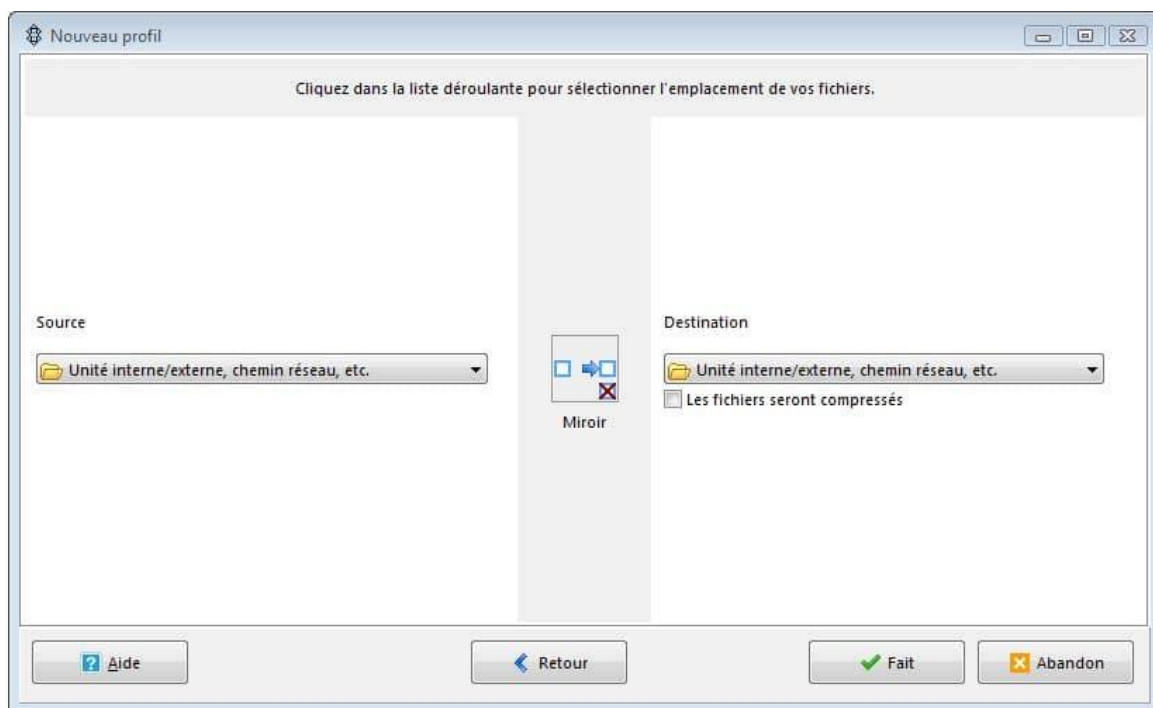 Nouveau profil
Cliquez dans la liste déroulante pour sélectionner l'emplacement de vos fichiers.
Source
Unité interne/externe, chemin réseau, etc.
Miroir
Destination
Unité interne/externe, chemin réseau, etc.
Les fichiers seront compressés
Aide
Retour
Fait
Abandon